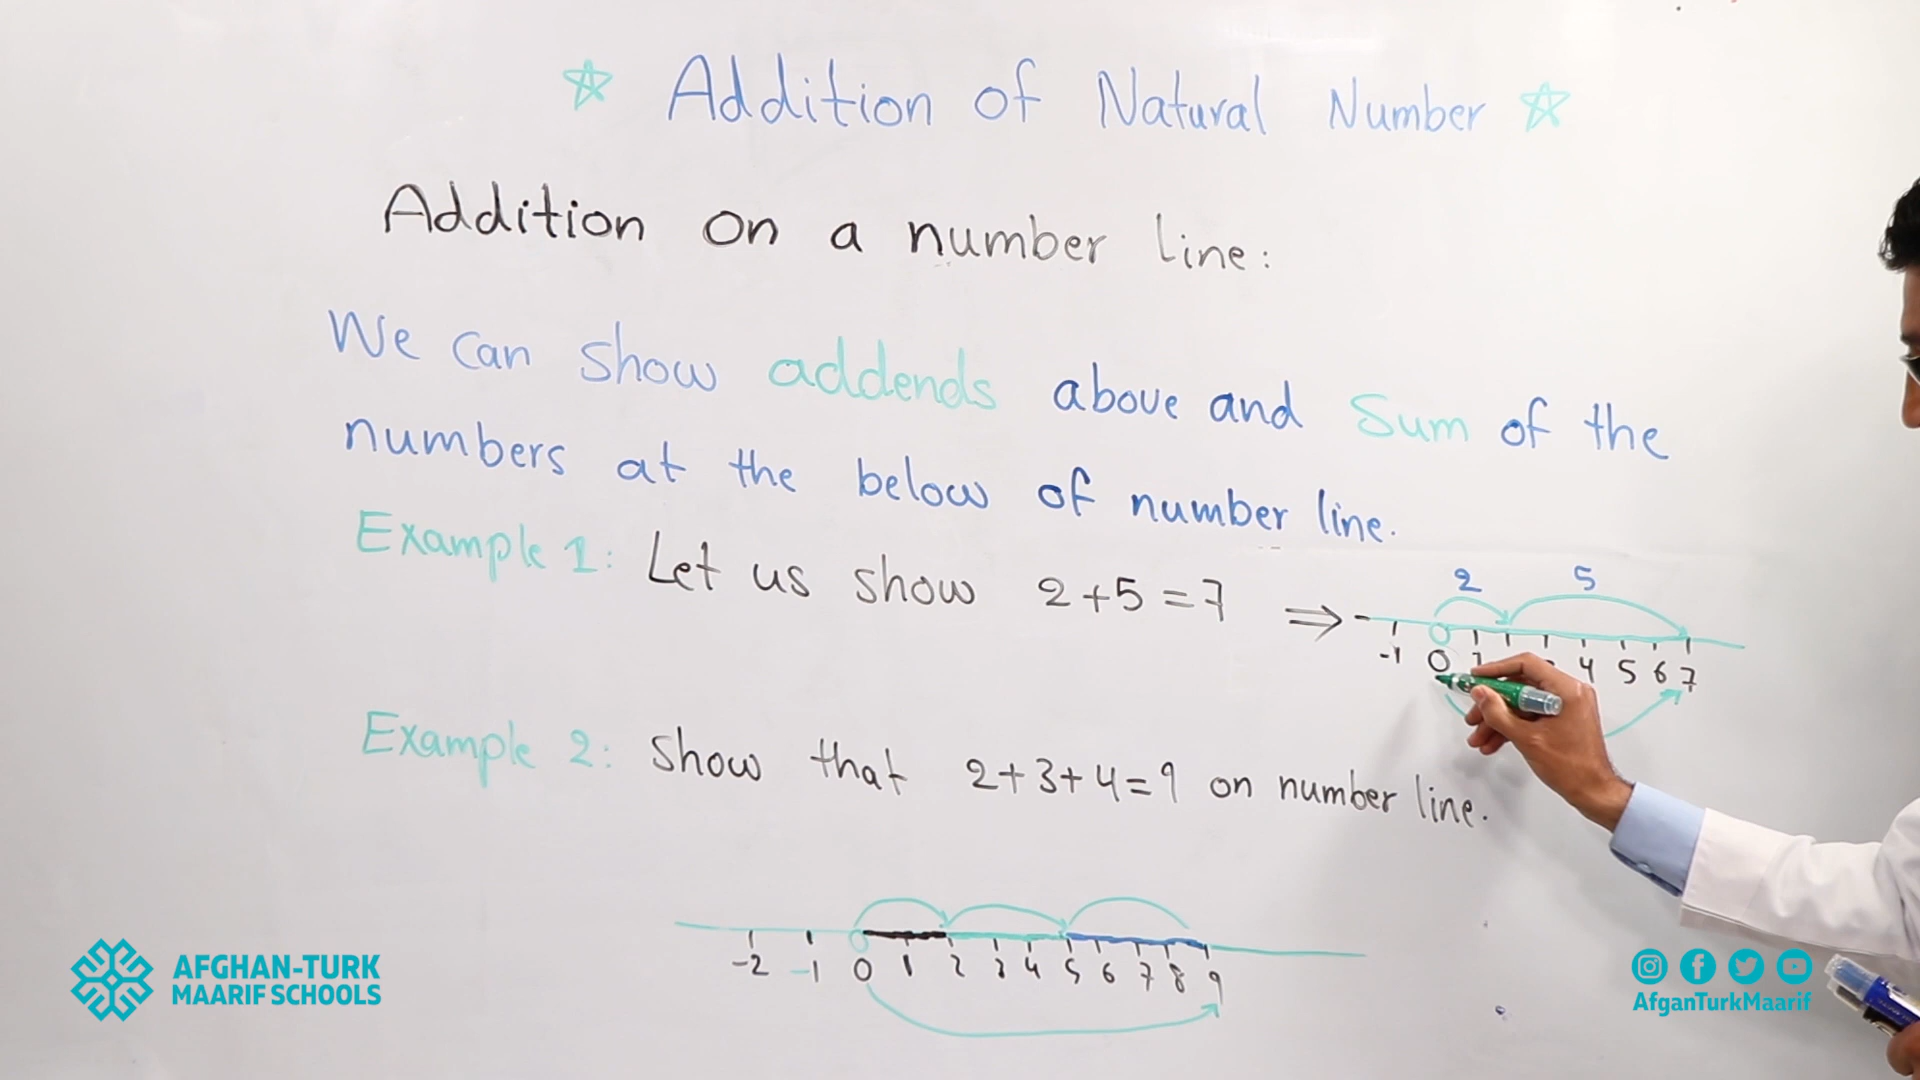 Addition of Natural Number
Addition on a number line:
We can show addends above and Sum of the
numbers at the below of number line.
Example 1: Let us show 2+5=7 ⇒
2 5
-1 0 1 4 5 6 7
Example 2: Show that 2+3+4=9 on number line.
-2 -1 0 1 2 3 4 5 6 7 8 9
AFGHAN-TURK
MAARIF SCHOOLS
AfganTurkMaarif